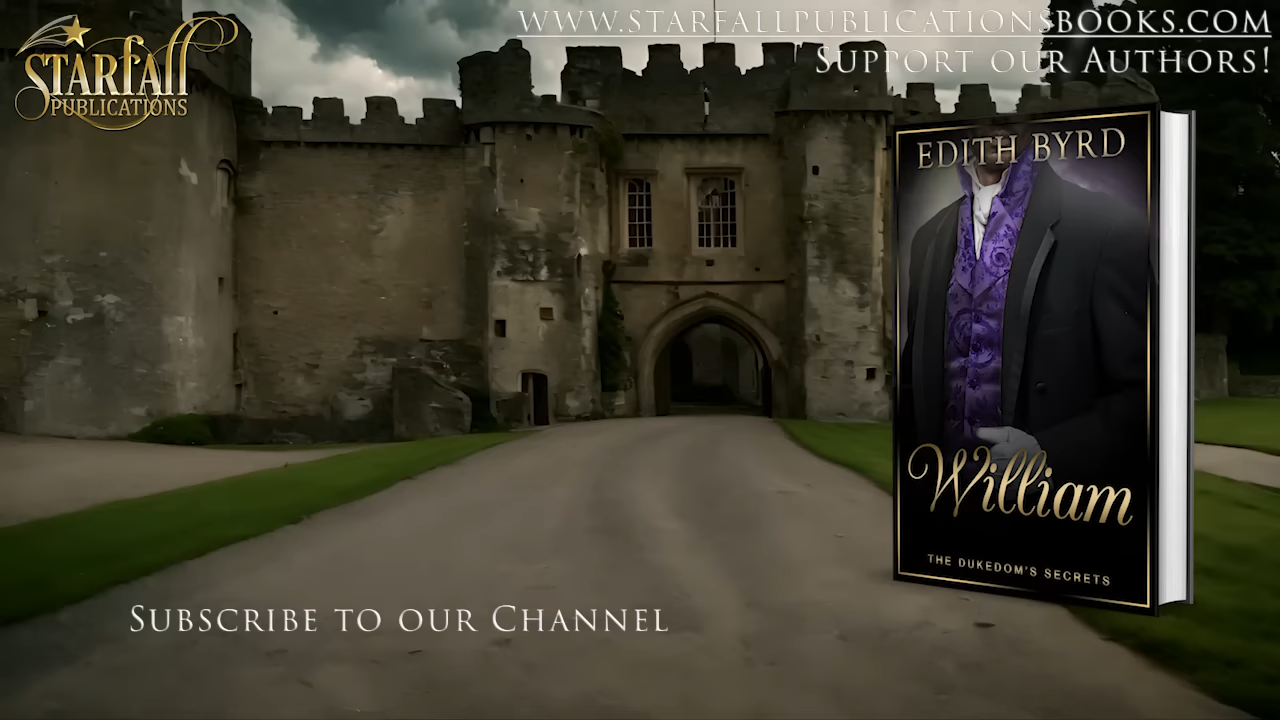 STARfall
PUBLICATIONS
www.starfallpublicationsbooks.com
Support our Authors!
EDITH BYRD
William
THE DUKEDOM'S SECRETS
Subscribe to our Channel